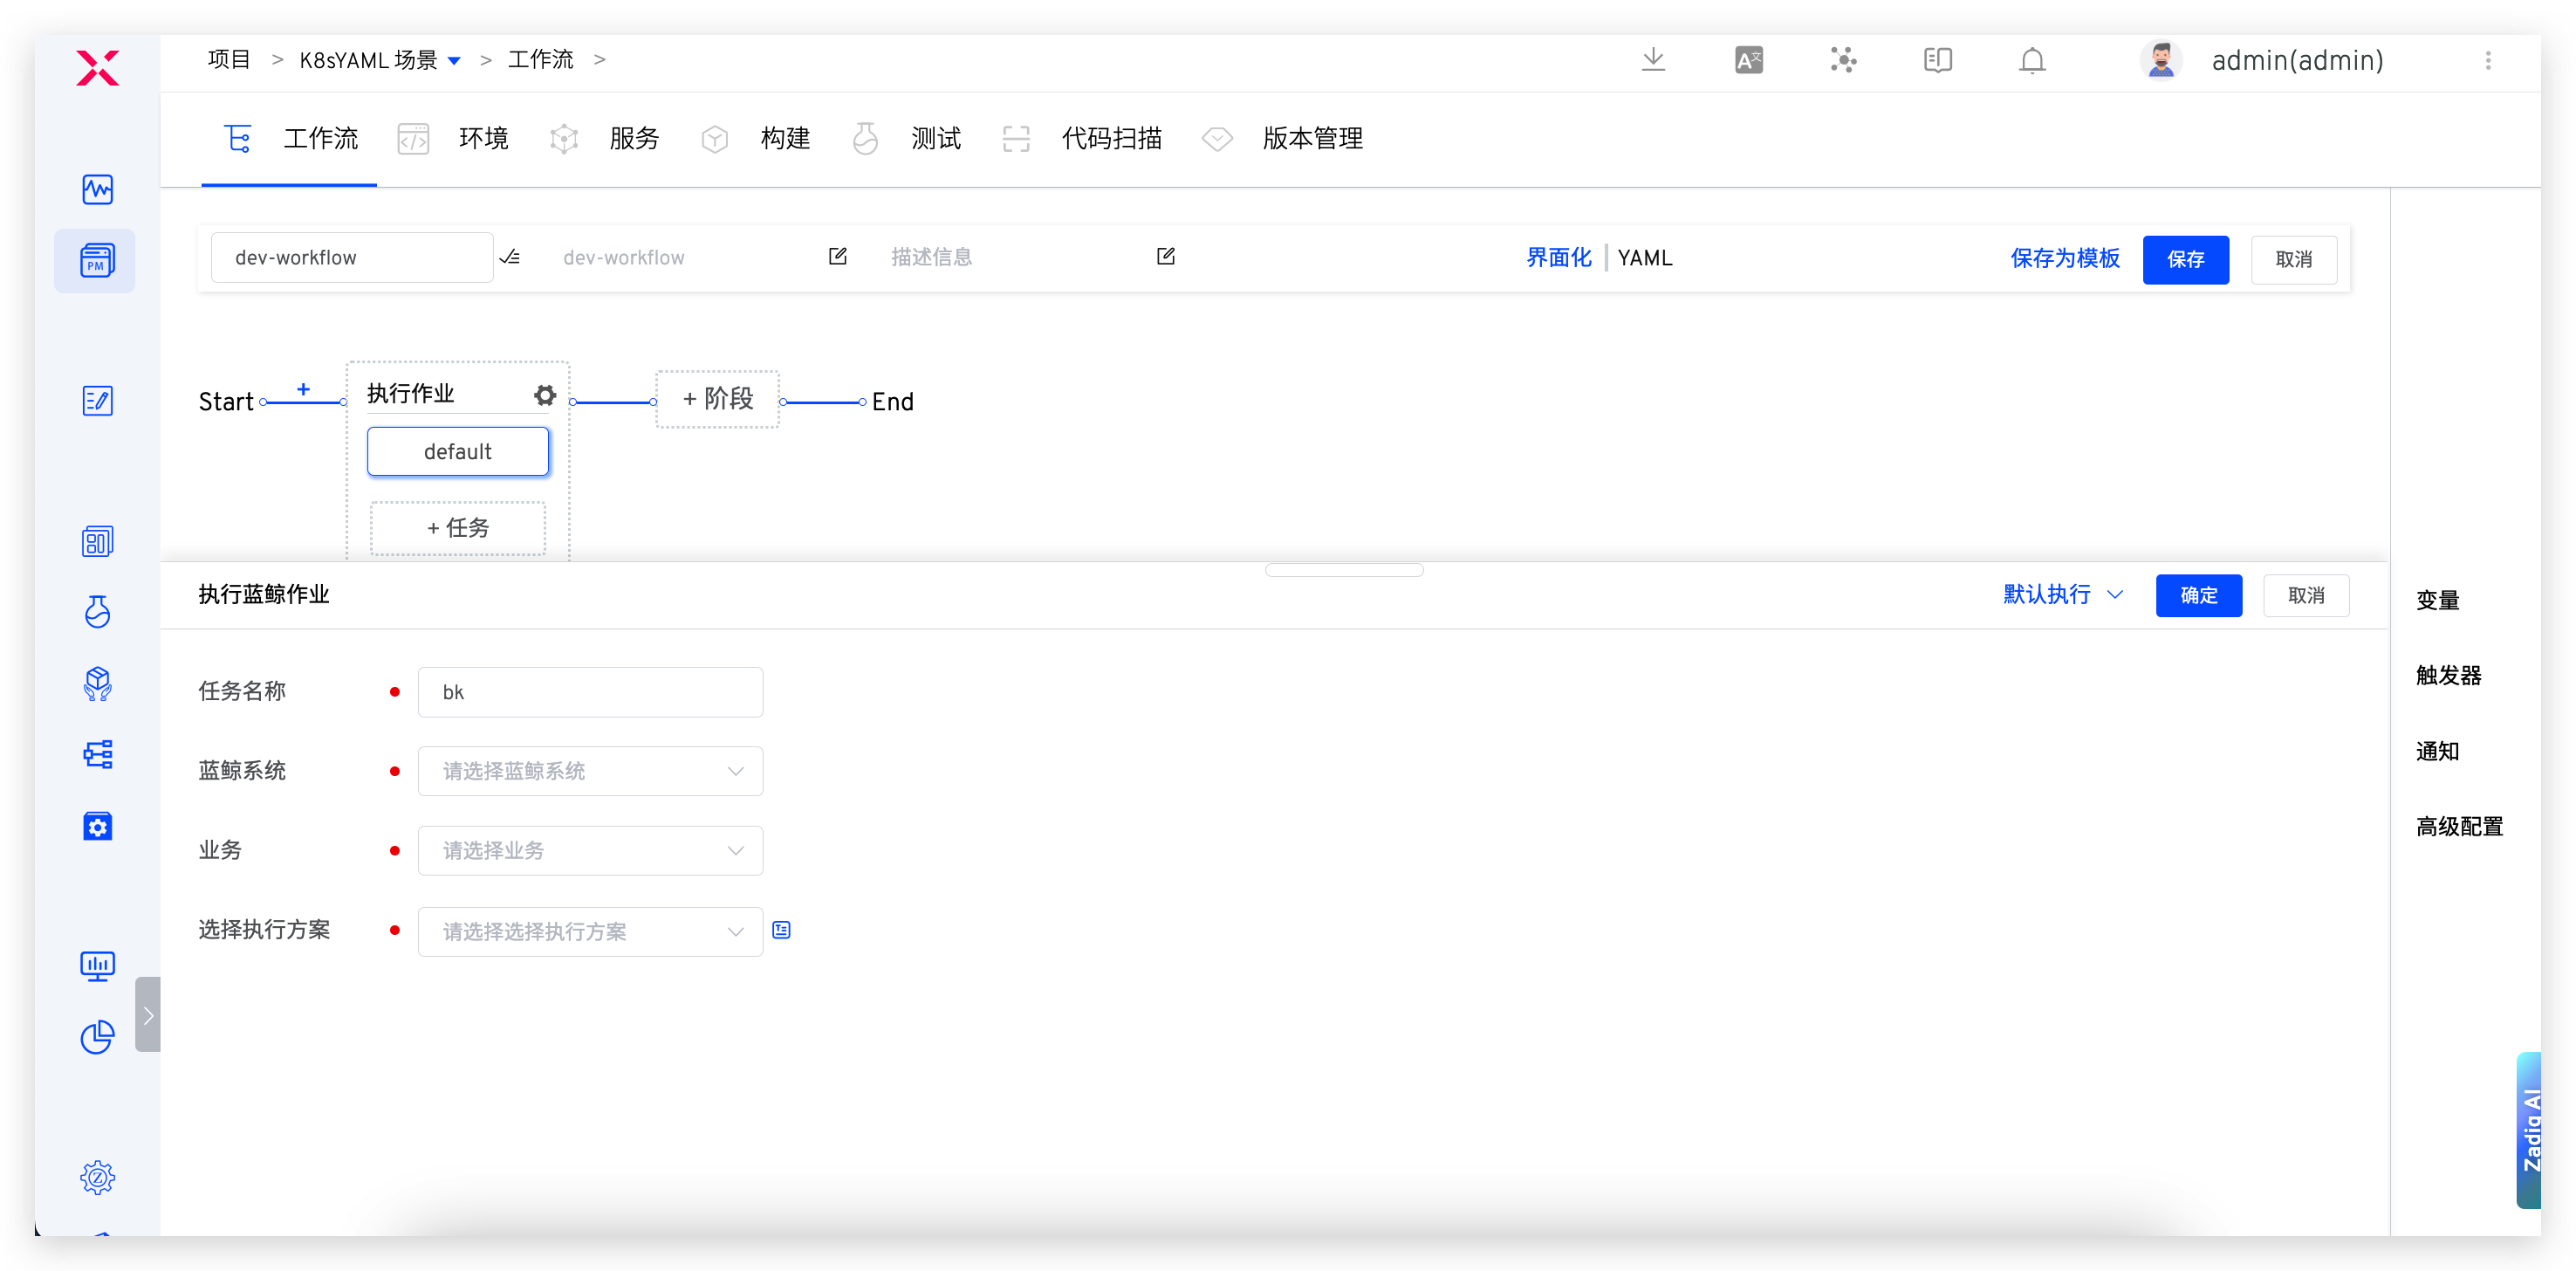 项目 > K8sYAML 场景 > 工作流 >
admin(admin)
工作流 环境 服务 构建 测试 代码扫描 版本管理
dev-workflow dev-workflow 描述信息 界面化 YAML 保存为模板 保存 取消
Start + 执行作业 + 阶段 End
default
+ 任务
执行蓝鲸作业 默认执行 确定 取消
任务名称 bk
蓝鲸系统 请选择蓝鲸系统
业务 请选择业务
选择执行方案 请选择选择执行方案
变量
触发器
通知
高级配置
Zadig AI
PM